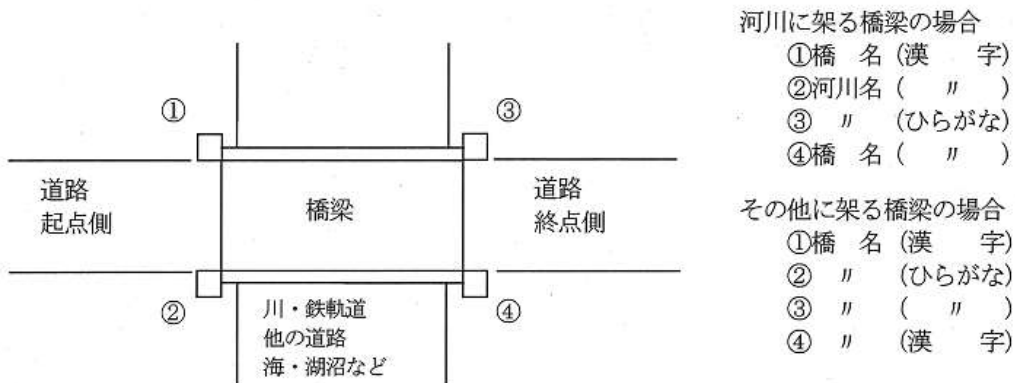 ①
③
道路
起点側
橋梁
道路
終点側
②
④
川・鉄軌道
他の道路
海・湖沼など
河川に架る橋梁の場合
①橋　名（漢　　字）
②河川名（　〃　）
③　〃　（ひらがな）
④橋　名（　〃　）
その他に架る橋梁の場合
①橋　名（漢　　字）
②　〃　（ひらがな）
③　〃　（　〃　）
④　〃　（漢　　字）